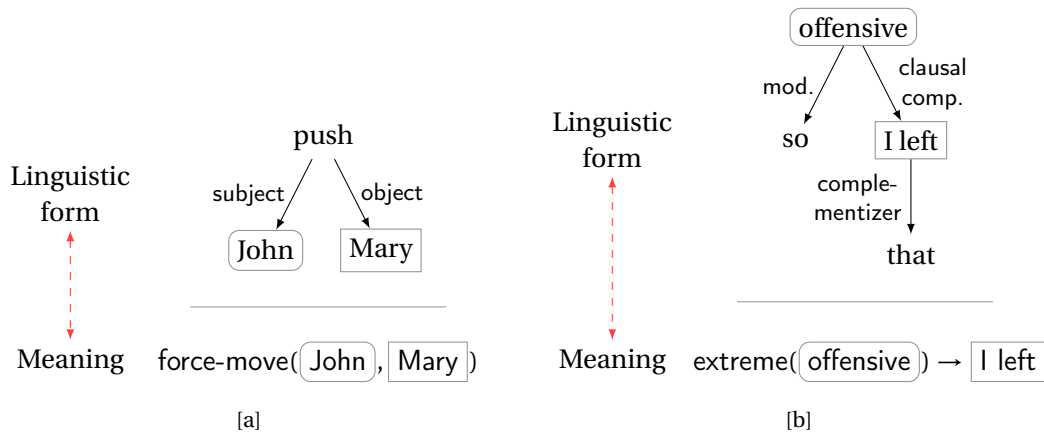 Linguistic
form
push
subject
object
John
Mary
Meaning
force-move( John , Mary )
[a]
offensive
mod.
clausal
comp.
Linguistic
form
so
I left
comple-
mentizer
that
Meaning
extreme( offensive ) → I left
[b]